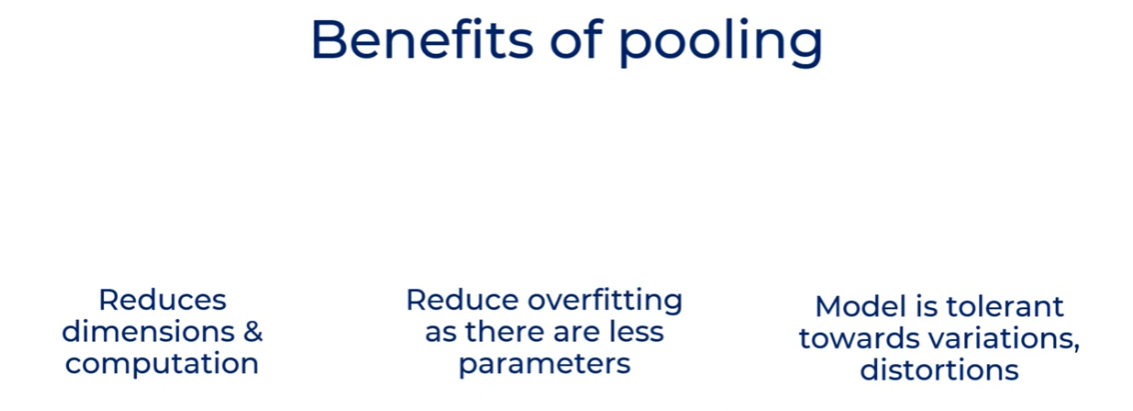 Benefits of pooling
Reduces
dimensions &
computation
Reduce overfitting
as there are less
parameters
Model is tolerant
towards variations,
distortions